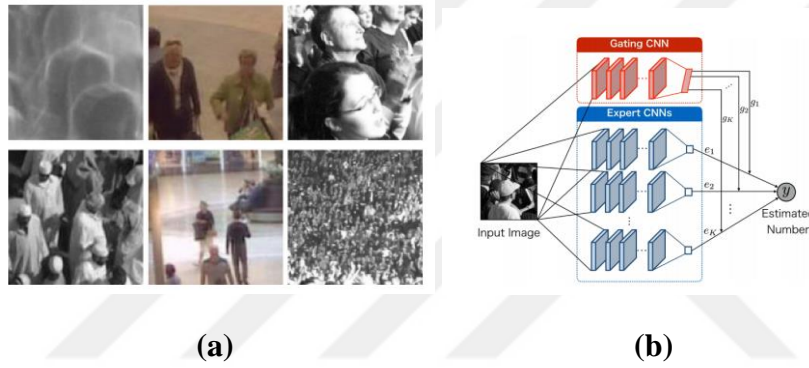 Gating CNN
g1
g2
...
gK
Expert CNNs
e1
e2
eK
y
Input Image
Estimated
Number
(a)
(b)